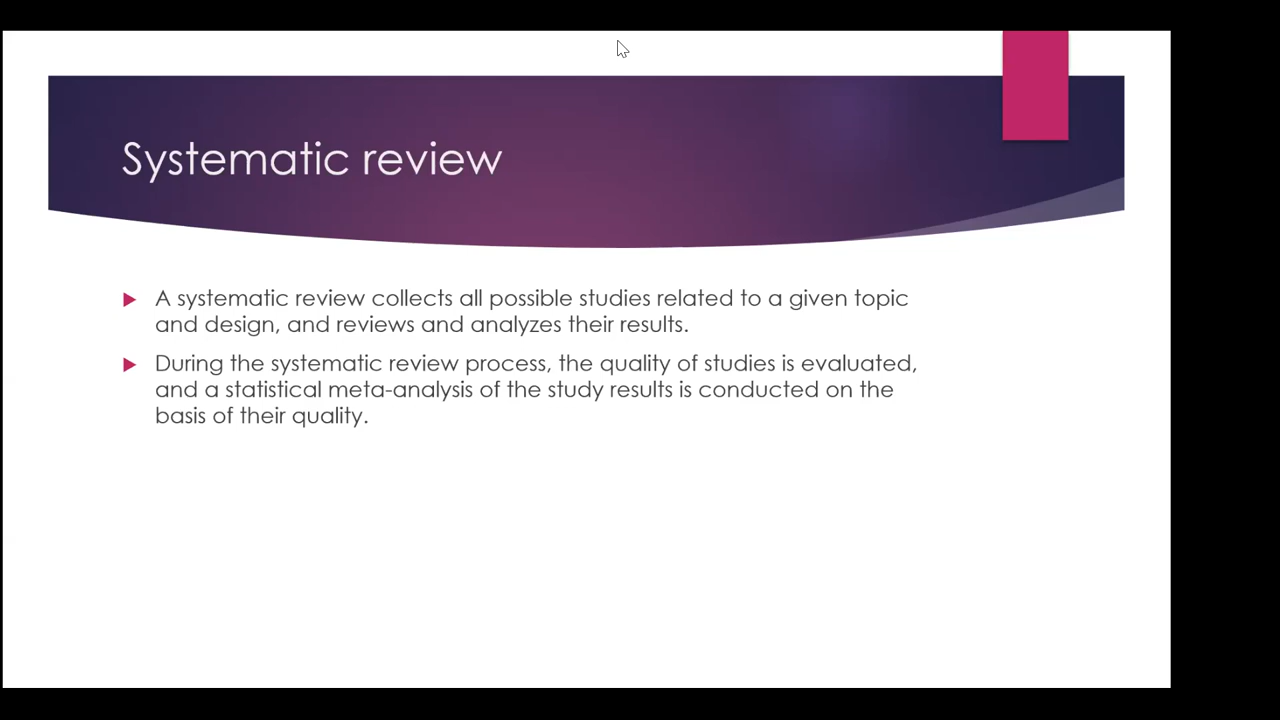 Systematic review
A systematic review collects all possible studies related to a given topic
and design, and reviews and analyzes their results.
During the systematic review process, the quality of studies is evaluated,
and a statistical meta-analysis of the study results is conducted on the
basis of their quality.